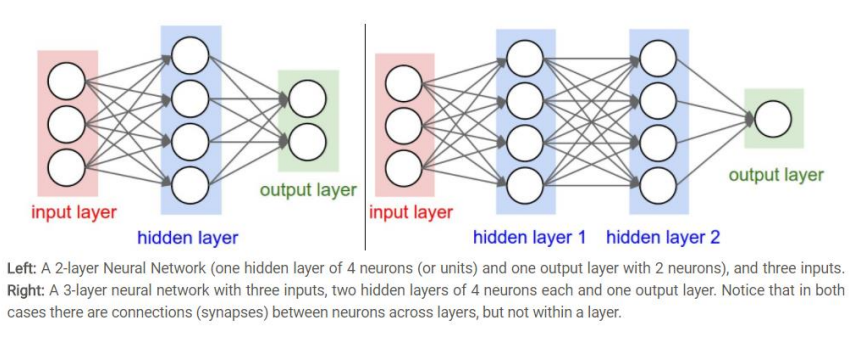 input layer
hidden layer
output layer
input layer
hidden layer 1
hidden layer 2
output layer
Left: A 2-layer Neural Network (one hidden layer of 4 neurons (or units) and one output layer with 2 neurons), and three inputs.
Right: A 3-layer neural network with three inputs, two hidden layers of 4 neurons each and one output layer. Notice that in both
cases there are connections (synapses) between neurons across layers, but not within a layer.